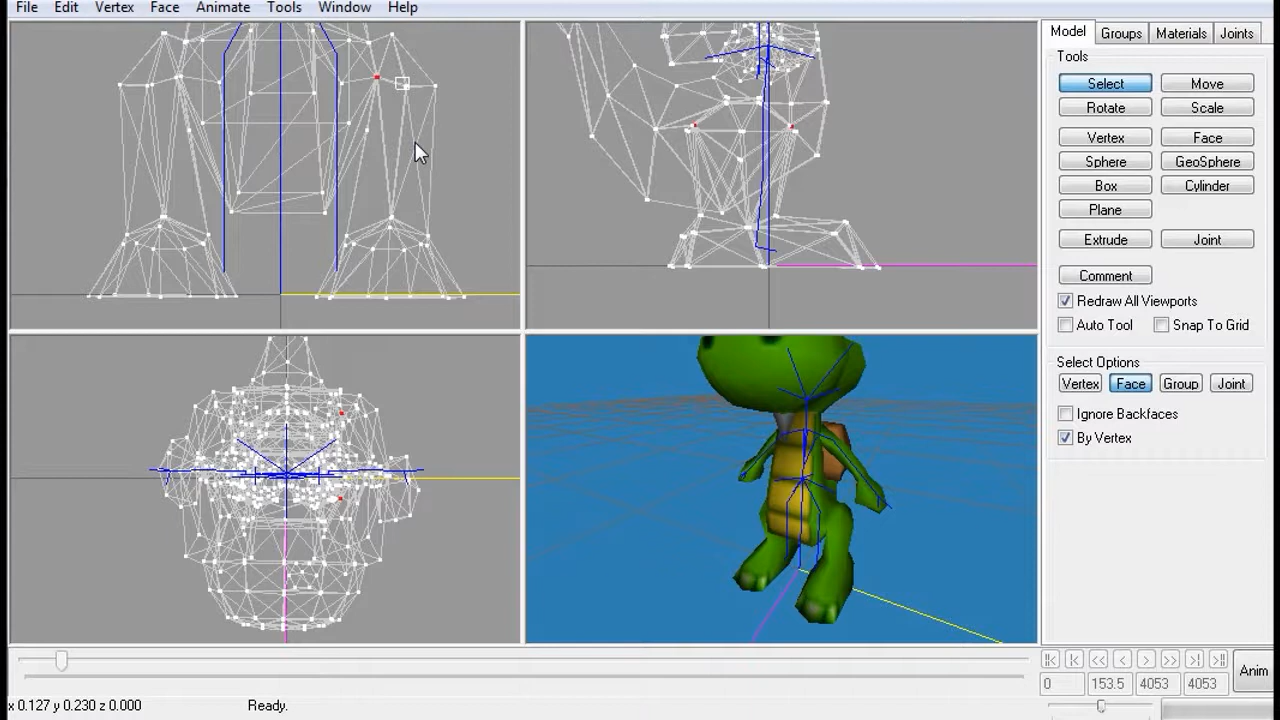 File Edit Vertex Face Animate Tools Window Help
Model Groups Materials Joints
Tools
Select Move
Rotate Scale
Vertex Face
Sphere GeoSphere
Box Cylinder
Plane
Extrude Joint
Comment
Redraw All Viewports
Auto Tool Snap To Grid
Select Options
Vertex Face Group Joint
Ignore Backfaces
By Vertex
Anim
0 153.5 4053 4053
x 0.127 y 0.230 z 0.000 Ready.